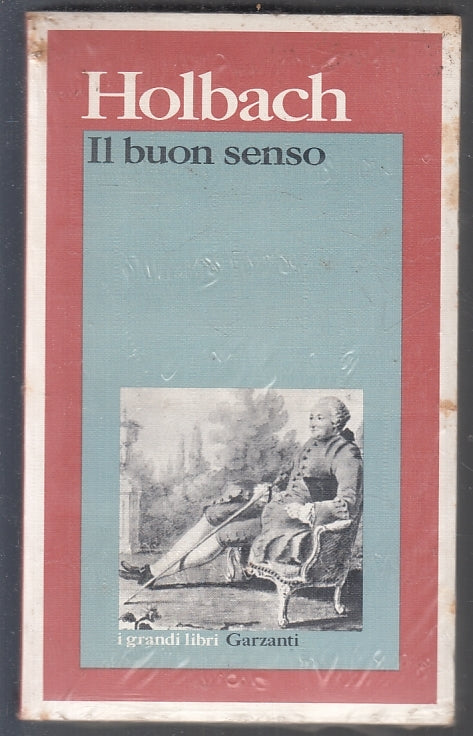 Holbach
Il buon senso
i grandi libri Garzanti